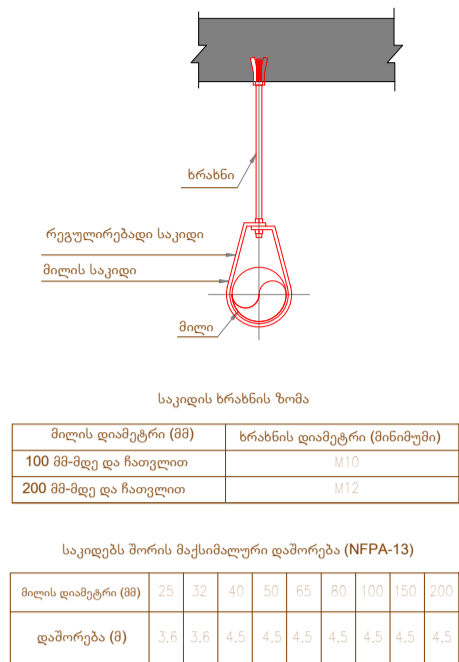 ხრახნი
რეგულირებადი საკიდი
მილის საკიდი
მილი
საკიდის ხრახნის ზომა
მილის დიამეტრი (მმ) ხრახნის დიამეტრი (მინიმუმი)
100 მმ-მდე და ჩათვლით M10
200 მმ-მდე და ჩათვლით M12
საკიდებს შორის მაქსიმალური დაშორება (NFPA-13)
მილის დიამეტრი (მმ) 25 32 40 50 65 80 100 150 200
დაშორება (მ) 3.6 3.6 4.5 4.5 4.5 4.5 4.5 4.5 4.5